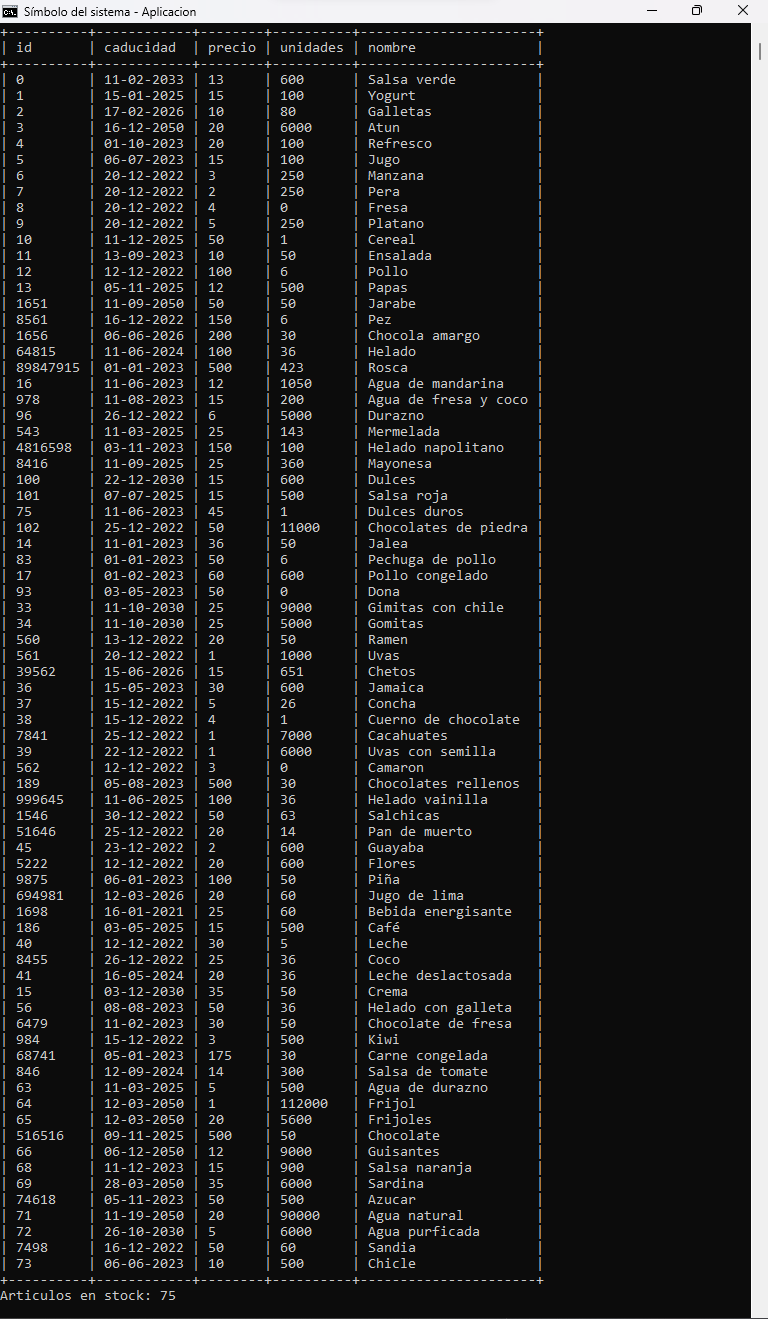 Símbolo del sistema - Aplicacion
+----------+------------+--------+----------+----------------------+
| id       | caducidad  | precio | unidades | nombre               |
+----------+------------+--------+----------+----------------------+
| 0        | 11-02-2033 | 13     | 600      | Salsa verde          |
| 1        | 15-01-2025 | 15     | 100      | Yogurt               |
| 2        | 17-02-2026 | 10     | 80       | Galletas             |
| 3        | 16-12-2050 | 20     | 6000     | Atun                 |
| 4        | 01-10-2023 | 20     | 100      | Refresco             |
| 5        | 06-07-2023 | 15     | 100      | Jugo                 |
| 6        | 20-12-2022 | 3      | 250      | Manzana              |
| 7        | 20-12-2022 | 2      | 250      | Pera                 |
| 8        | 20-12-2022 | 4      | 0        | Fresa                |
| 9        | 20-12-2022 | 5      | 250      | Platano              |
| 10       | 11-12-2025 | 50     | 1        | Cereal               |
| 11       | 13-09-2023 | 10     | 50       | Ensalada             |
| 12       | 12-12-2022 | 100    | 6        | Pollo                |
| 13       | 05-11-2025 | 12     | 500      | Papas                |
| 1651     | 11-09-2050 | 50     | 50       | Jarabe               |
| 8561     | 16-12-2022 | 150    | 6        | Pez                  |
| 1656     | 06-06-2026 | 200    | 30       | Chocola amargo       |
| 64815    | 11-06-2024 | 100    | 36       | Helado               |
| 89847915 | 01-01-2023 | 500    | 423      | Rosca                |
| 16       | 11-06-2023 | 12     | 1050     | Agua de mandarina    |
| 978      | 11-08-2023 | 15     | 200      | Agua de fresa y coco |
| 96       | 26-12-2022 | 6      | 5000     | Durazno              |
| 543      | 11-03-2025 | 25     | 143      | Mermelada            |
| 4816598  | 03-11-2023 | 150    | 100      | Helado napolitano    |
| 8416     | 11-09-2025 | 25     | 360      | Mayonesa             |
| 100      | 22-12-2030 | 15     | 600      | Dulces               |
| 101      | 07-07-2025 | 15     | 500      | Salsa roja           |
| 75       | 11-06-2023 | 45     | 1        | Dulces duros         |
| 102      | 25-12-2022 | 50     | 11000    | Chocolates de piedra |
| 14       | 11-01-2023 | 36     | 50       | Jalea                |
| 83       | 01-01-2023 | 50     | 6        | Pechuga de pollo     |
| 17       | 01-02-2023 | 60     | 600      | Pollo congelado      |
| 93       | 03-05-2023 | 50     | 0        | Dona                 |
| 33       | 11-10-2030 | 25     | 9000     | Gimitas con chile    |
| 34       | 11-10-2030 | 25     | 5000     | Gomitas              |
| 560      | 13-12-2022 | 20     | 50       | Ramen                |
| 561      | 20-12-2022 | 1      | 1000     | Uvas                 |
| 39562    | 15-06-2026 | 15     | 651      | Chetos               |
| 36       | 15-05-2023 | 30     | 600      | Jamaica              |
| 37       | 15-12-2022 | 5      | 26       | Concha               |
| 38       | 15-12-2022 | 4      | 1        | Cuerno de chocolate  |
| 7841     | 25-12-2022 | 1      | 7000     | Cacahuates           |
| 39       | 22-12-2022 | 1      | 6000     | Uvas con semilla     |
| 562      | 12-12-2022 | 3      | 0        | Camaron              |
| 189      | 05-08-2023 | 500    | 30       | Chocolates rellenos  |
| 999645   | 11-06-2025 | 100    | 36       | Helado vainilla      |
| 1546     | 30-12-2022 | 50     | 63       | Salchicas            |
| 51646    | 25-12-2022 | 20     | 14       | Pan de muerto        |
| 45       | 23-12-2022 | 2      | 600      | Guayaba              |
| 5222     | 12-12-2022 | 20     | 600      | Flores               |
| 9875     | 06-01-2023 | 100    | 50       | Piña                 |
| 694981   | 12-03-2026 | 20     | 60       | Jugo de lima         |
| 1698     | 16-01-2021 | 25     | 60       | Bebida energisante   |
| 186      | 03-05-2025 | 15     | 500      | Café                 |
| 40       | 12-12-2022 | 30     | 5        | Leche                |
| 8455     | 26-12-2022 | 25     | 36       | Coco                 |
| 41       | 16-05-2024 | 20     | 36       | Leche deslactosada   |
| 15       | 03-12-2030 | 35     | 50       | Crema                |
| 56       | 08-08-2023 | 50     | 36       | Helado con galleta   |
| 6479     | 11-02-2023 | 30     | 50       | Chocolate de fresa   |
| 984      | 15-12-2022 | 3      | 500      | Kiwi                 |
| 68741    | 05-01-2023 | 175    | 30       | Carne congelada      |
| 846      | 12-09-2024 | 14     | 300      | Salsa de tomate      |
| 63       | 11-03-2025 | 5      | 500      | Agua de durazno      |
| 64       | 12-03-2050 | 1      | 112000   | Frijol               |
| 65       | 12-03-2050 | 20     | 5600     | Frijoles             |
| 516516   | 09-11-2025 | 500    | 50       | Chocolate            |
| 66       | 06-12-2050 | 12     | 9000     | Guisantes            |
| 68       | 11-12-2023 | 15     | 900      | Salsa naranja        |
| 69       | 28-03-2050 | 35     | 6000     | Sardina              |
| 74618    | 05-11-2023 | 50     | 500      | Azucar               |
| 71       | 11-19-2050 | 20     | 90000    | Agua natural         |
| 72       | 26-10-2030 | 5      | 6000     | Agua purficada       |
| 7498     | 16-12-2022 | 50     | 60       | Sandia               |
| 73       | 06-06-2023 | 10     | 500      | Chicle               |
+----------+------------+--------+----------+----------------------+
Articulos en stock: 75